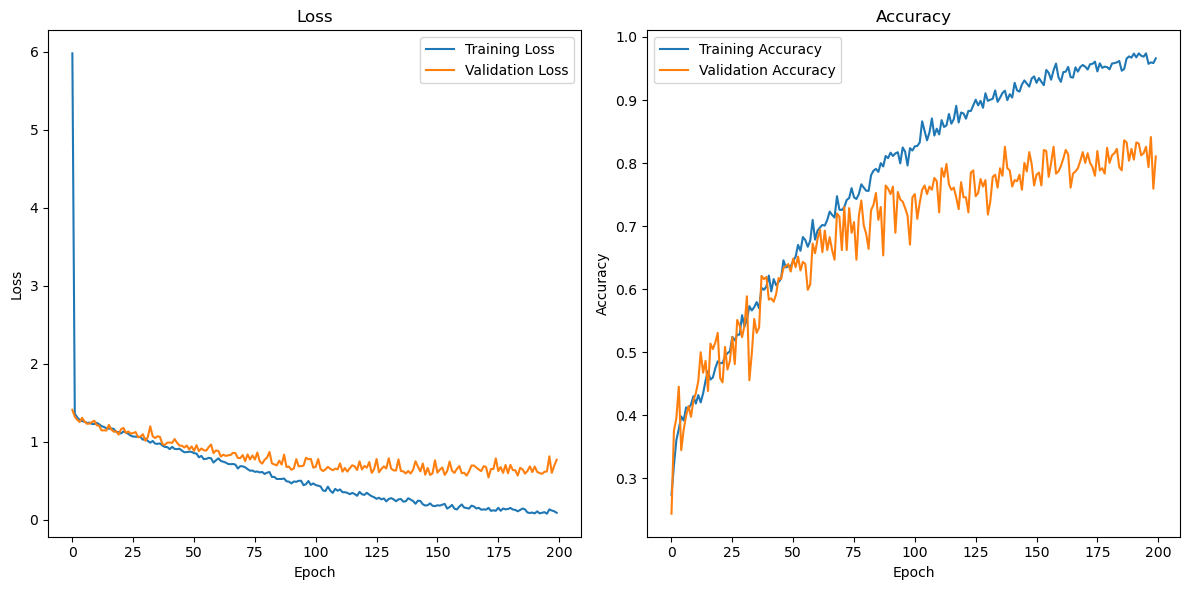 Loss
Training Loss
Validation Loss
6
5
4
3
2
1
0
Loss
0 25 50 75 100 125 150 175 200
Epoch
Accuracy
Training Accuracy
Validation Accuracy
1.0
0.9
0.8
0.7
0.6
0.5
0.4
0.3
Accuracy
0 25 50 75 100 125 150 175 200
Epoch